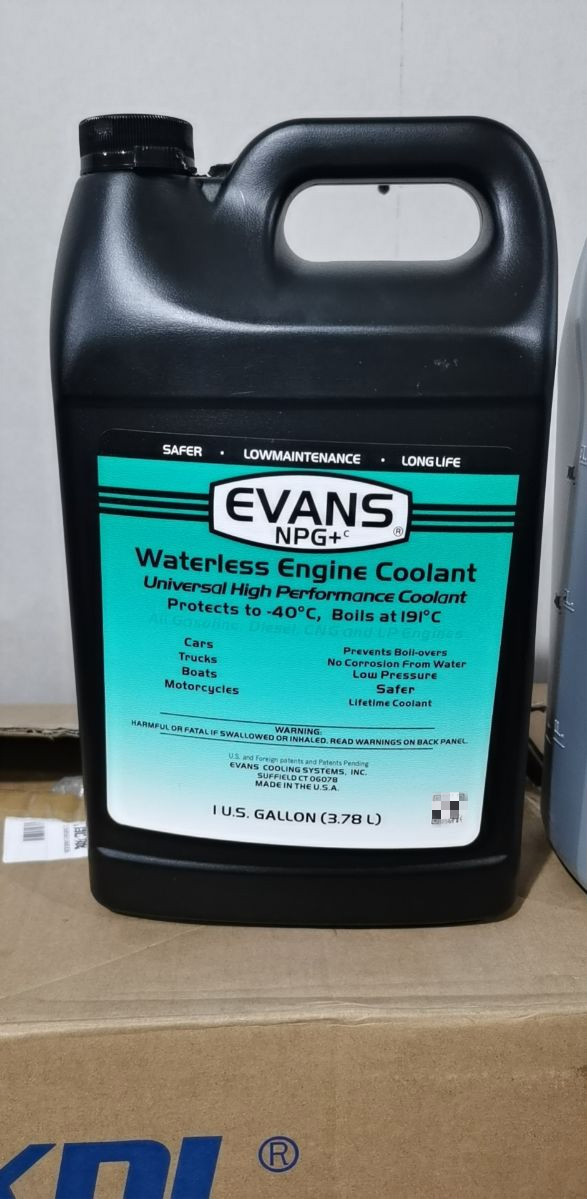 SAFER · LOWMAINTENANCE · LONGLIFE
EVANS®
NPG+ᶜ
Waterless Engine Coolant
Universal High Performance Coolant
Protects to -40°C, Boils at 191°C
All Gasoline, Diesel, CNG and LP Engines
Cars
Trucks
Boats
Motorcycles
Prevents Boil-overs
No Corrosion From Water
Low Pressure
Safer
Lifetime Coolant
WARNING:
HARMFUL OR FATAL IF SWALLOWED OR INHALED. READ WARNINGS ON BACK PANEL.
U.S. and Foreign patents and Patents Pending
EVANS COOLING SYSTEMS, INC.
SUFFIELD CT 06078
MADE IN THE U.S.A.
1 U.S. GALLON (3.78 L)
®